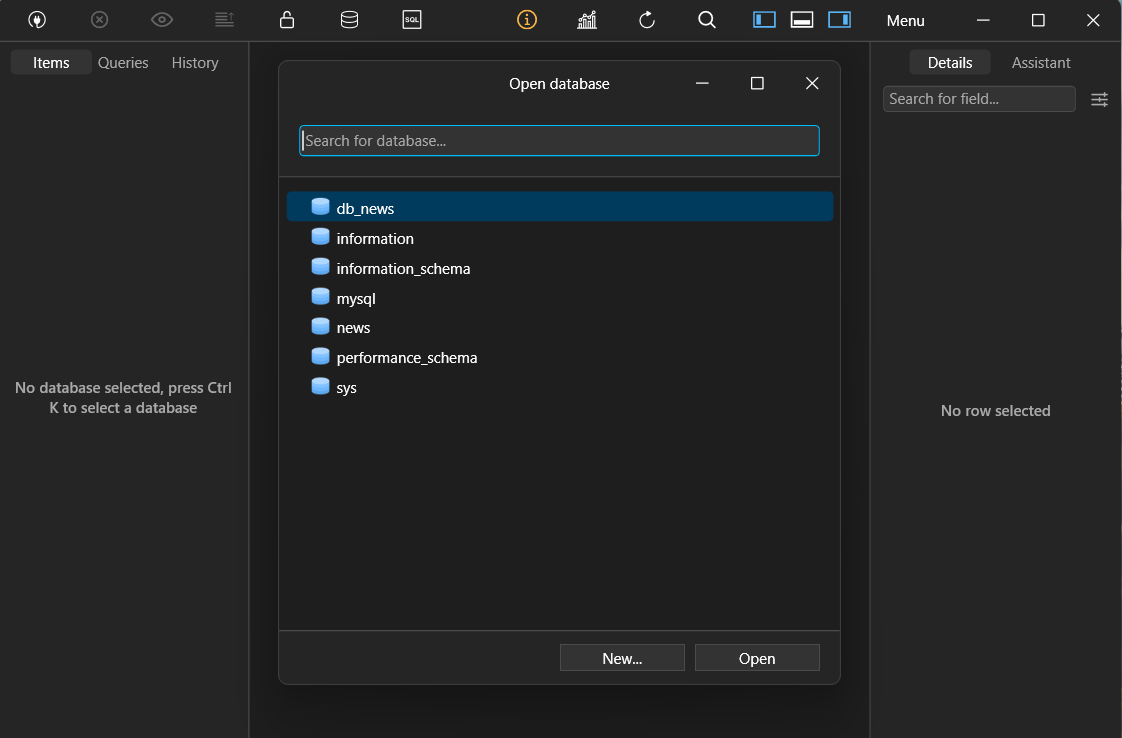 SQL
Menu
Items
Queries
History
Details
Assistant
Search for field...
Open database
Search for database...
db_news
information
information_schema
mysql
news
performance_schema
sys
No database selected, press Ctrl
K to select a database
No row selected
New...
Open